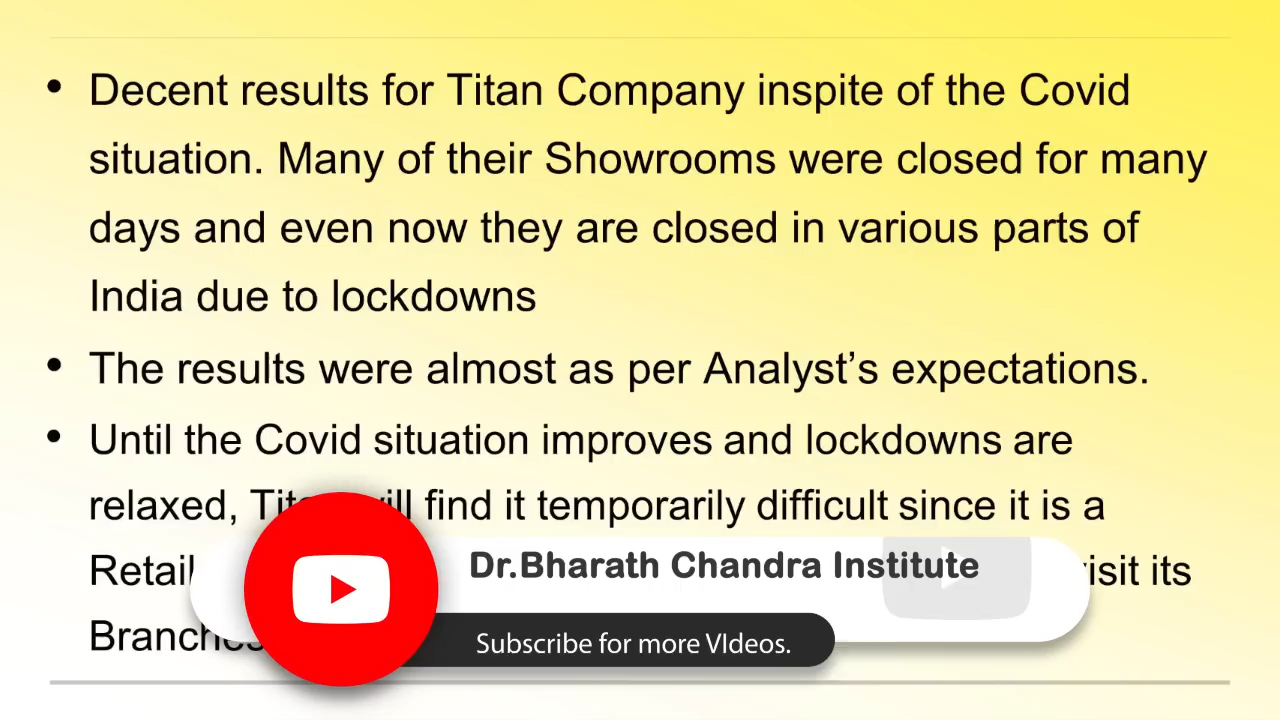 • Decent results for Titan Company inspite of the Covid
situation. Many of their Showrooms were closed for many
days and even now they are closed in various parts of
India due to lockdowns
• The results were almost as per Analyst’s expectations.
• Until the Covid situation improves and lockdowns are
relaxed, will find it temporarily difficult since it is a
Retail visit its
Dr.Bharath Chandra Institute
Branches
Subscribe for more VIdeos.